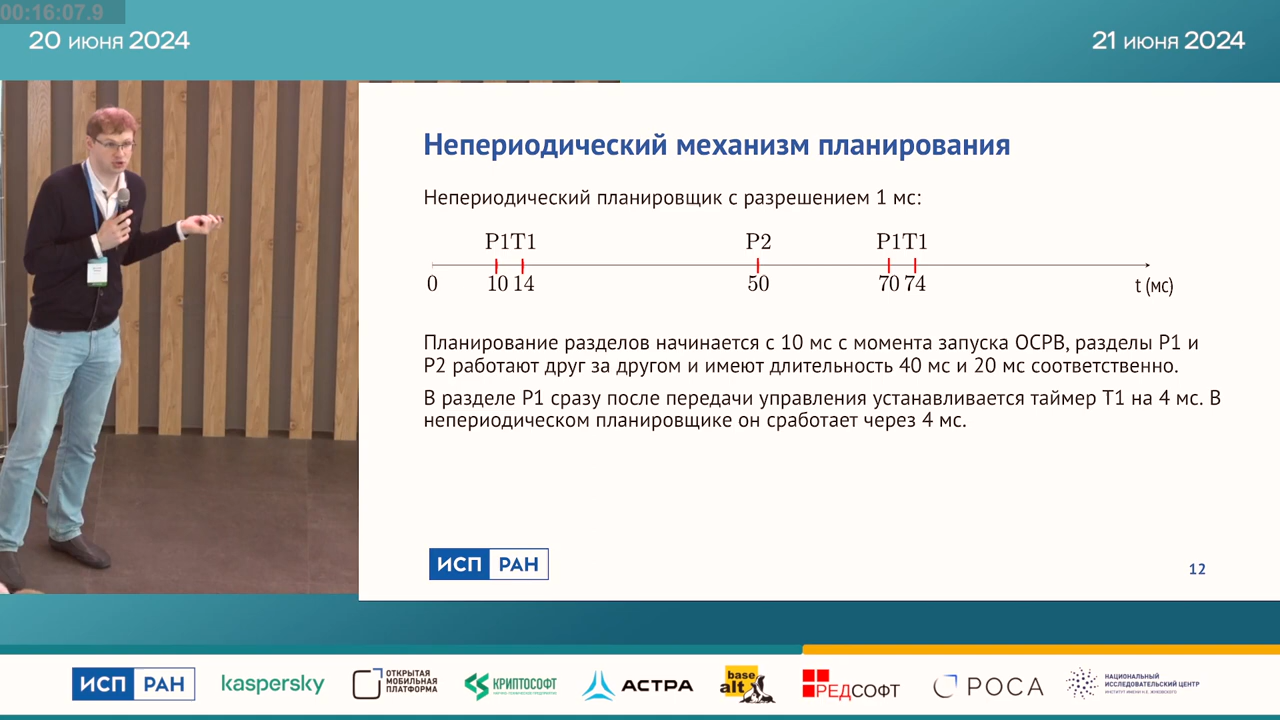 00:16:07.9
20 июня 2024
21 июня 2024
Непериодический механизм планирования
Непериодический планировщик с разрешением 1 мс:
P1T1 P2 P1T1
0 10 14 50 70 74 t (мс)
Планирование разделов начинается с 10 мс с момента запуска ОСРВ, разделы P1 и
P2 работают друг за другом и имеют длительность 40 мс и 20 мс соответственно.
В разделе P1 сразу после передачи управления устанавливается таймер T1 на 4 мс. В
непериодическом планировщике он сработает через 4 мс.
ИСП РАН
12
ИСП РАН
kaspersky
ОТКРЫТАЯ
МОБИЛЬНАЯ
ПЛАТФОРМА
КРИПТОСОФТ
АСТРА
base
alt
РЕДСОФТ
РОСА
НАЦИОНАЛЬНЫЙ
ИССЛЕДОВАТЕЛЬСКИЙ ЦЕНТР